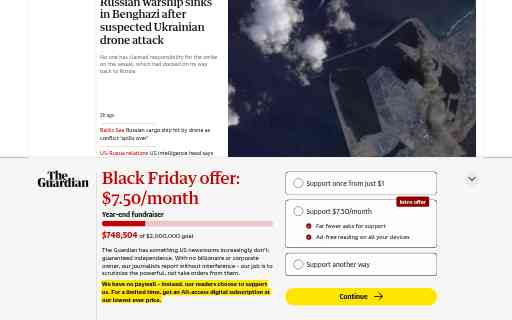 Russian warship sinks
in Benghazi after
suspected Ukrainian
drone attack
No one has claimed responsibility for the strike
on the vessel, which had docked on its way
back to Russia
2h ago
Baltic Sea Russian cargo ship hit by drone as
conflict 'spills over'
US-Russia relations US intelligence head says
The
Guardian
Black Friday offer:
$7.50/month
Year-end fundraiser
$748,504 of $2,000,000 goal
The Guardian has something US newsrooms increasingly don't:
guaranteed independence. With no billionaire or corporate
owner, our journalists report without interference – our job is to
scrutinise the powerful, not take orders from them.
We have no paywall – instead, our readers choose to support
us. For a limited time, get an All-access digital subscription at
our lowest ever price.
Support once from just $1
Intro offer
Support $7.50/month
Far fewer asks for support
Ad-free reading on all your devices
Support another way
Continue →